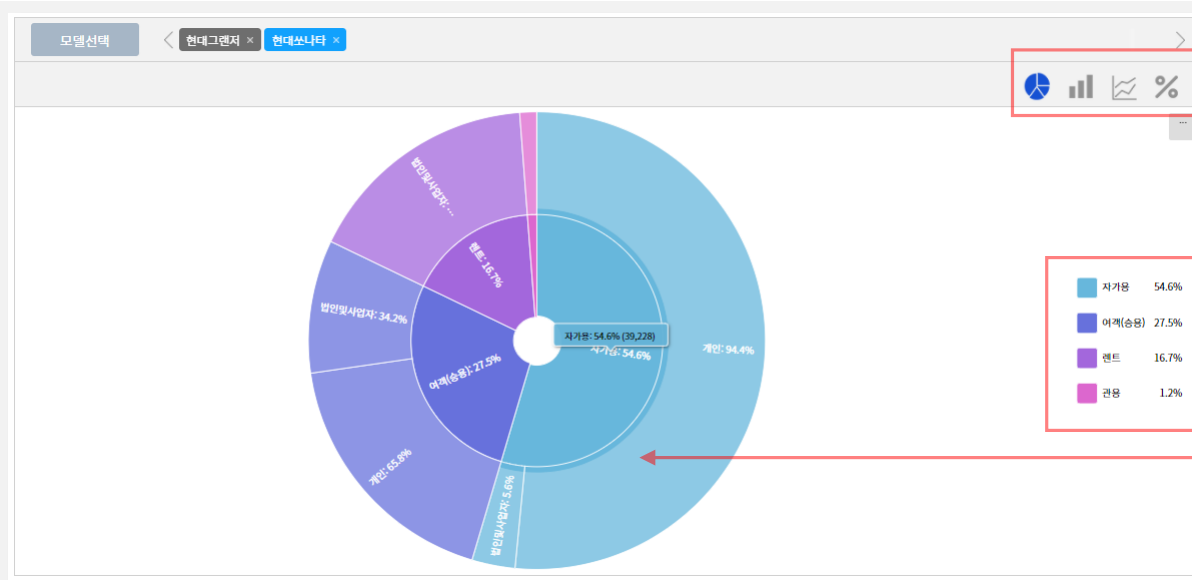 모델선택
현대그랜저 ×
현대쏘나타 ×
...
법인및사업자: ...
렌트: 16.7%
법인및사업자: 34.2%
여객(승용): 27.5%
자가용: 54.6% (39,228)
자가용: 54.6%
개인: 94.4%
개인: 65.8%
법인및사업자: 5.6%
자가용 54.6%
여객(승용) 27.5%
렌트 16.7%
관용 1.2%